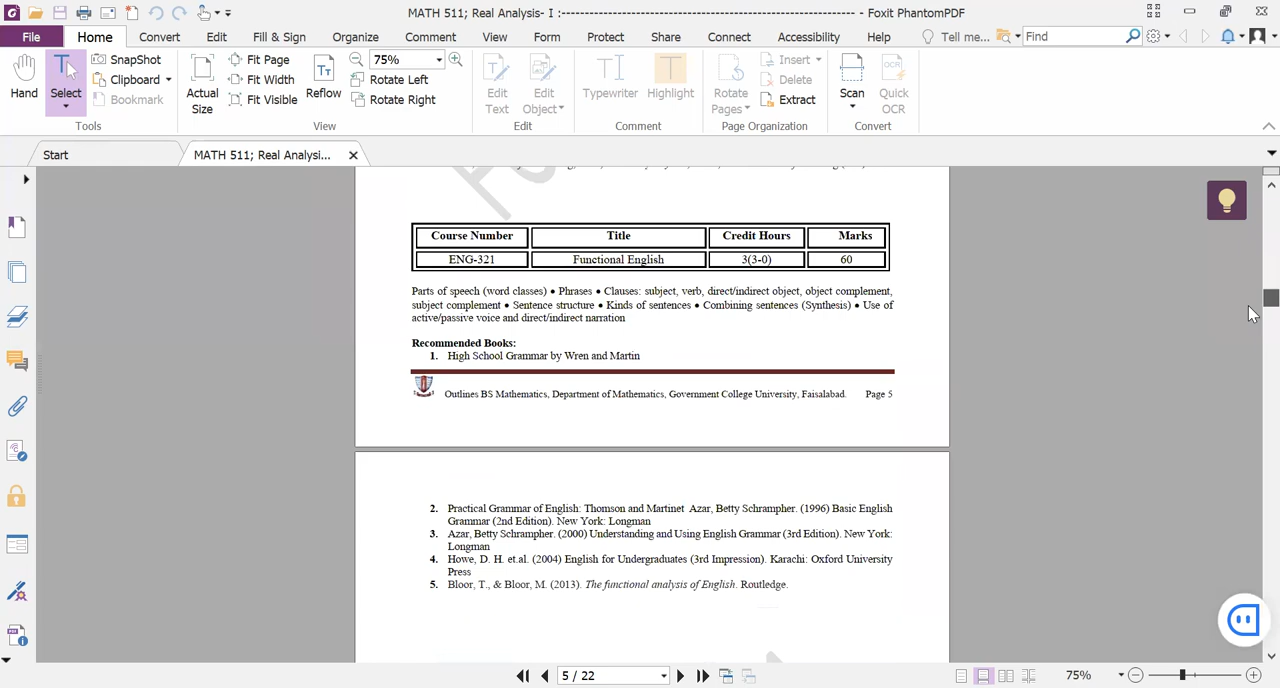 MATH 511; Real Analysis- I :------------------------------------------------------------------------ - Foxit PhantomPDF
File Home Convert Edit Fill & Sign Organize Comment View Form Protect Share Connect Accessibility Help Tell me... Find
Hand Select SnapShot Clipboard Bookmark
Actual Size Fit Page Fit Width Fit Visible Reflow 75% Rotate Left Rotate Right
Edit Text Edit Object Typewriter Highlight Rotate Pages Insert Delete Extract Scan Quick OCR
Tools View Edit Comment Page Organization Convert
Start MATH 511; Real Analysi...
Course Number Title Credit Hours Marks
ENG-321 Functional English 3(3-0) 60
Parts of speech (word classes) • Phrases • Clauses: subject, verb, direct/indirect object, object complement,
subject complement • Sentence structure • Kinds of sentences • Combining sentences (Synthesis) • Use of
active/passive voice and direct/indirect narration
Recommended Books:
1. High School Grammar by Wren and Martin
Outlines BS Mathematics, Department of Mathematics, Government College University, Faisalabad. Page 5
2. Practical Grammar of English: Thomson and Martinet Azar, Betty Schrampher. (1996) Basic English
Grammar (2nd Edition). New York: Longman
3. Azar, Betty Schrampher. (2000) Understanding and Using English Grammar (3rd Edition). New York:
Longman
4. Howe, D. H. et.al. (2004) English for Undergraduates (3rd Impression). Karachi: Oxford University
Press
5. Bloor, T., & Bloor, M. (2013). The functional analysis of English. Routledge.
5 / 22 75%